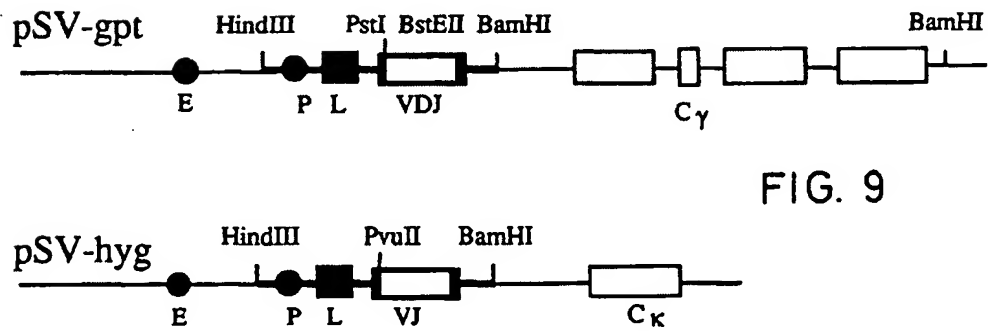 pSV-gpt
HindIII PstI BstEII BamHI BamHI
E P L VDJ Cγ
FIG. 9
pSV-hyg
HindIII PvuII BamHI
E P L VJ Cκ